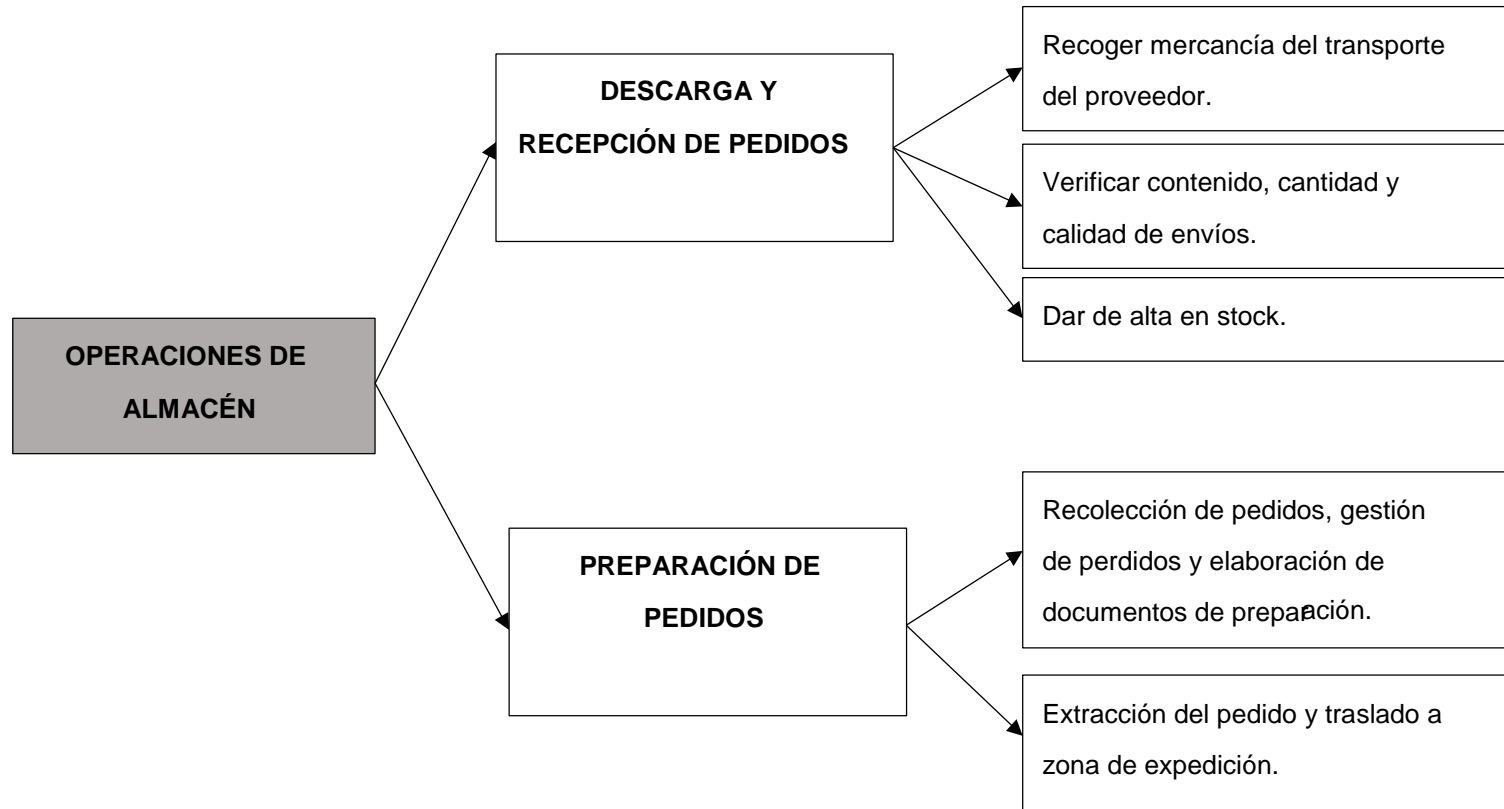 DESCARGA Y
RECEPCIÓN DE PEDIDOS
Recoger mercancía del transporte
del proveedor.
Verificar contenido, cantidad y
calidad de envíos.
Dar de alta en stock.
OPERACIONES DE
ALMACÉN
PREPARACIÓN DE
PEDIDOS
Recolección de pedidos, gestión
de perdidos y elaboración de
documentos de preparación.
Extracción del pedido y traslado a
zona de expedición.